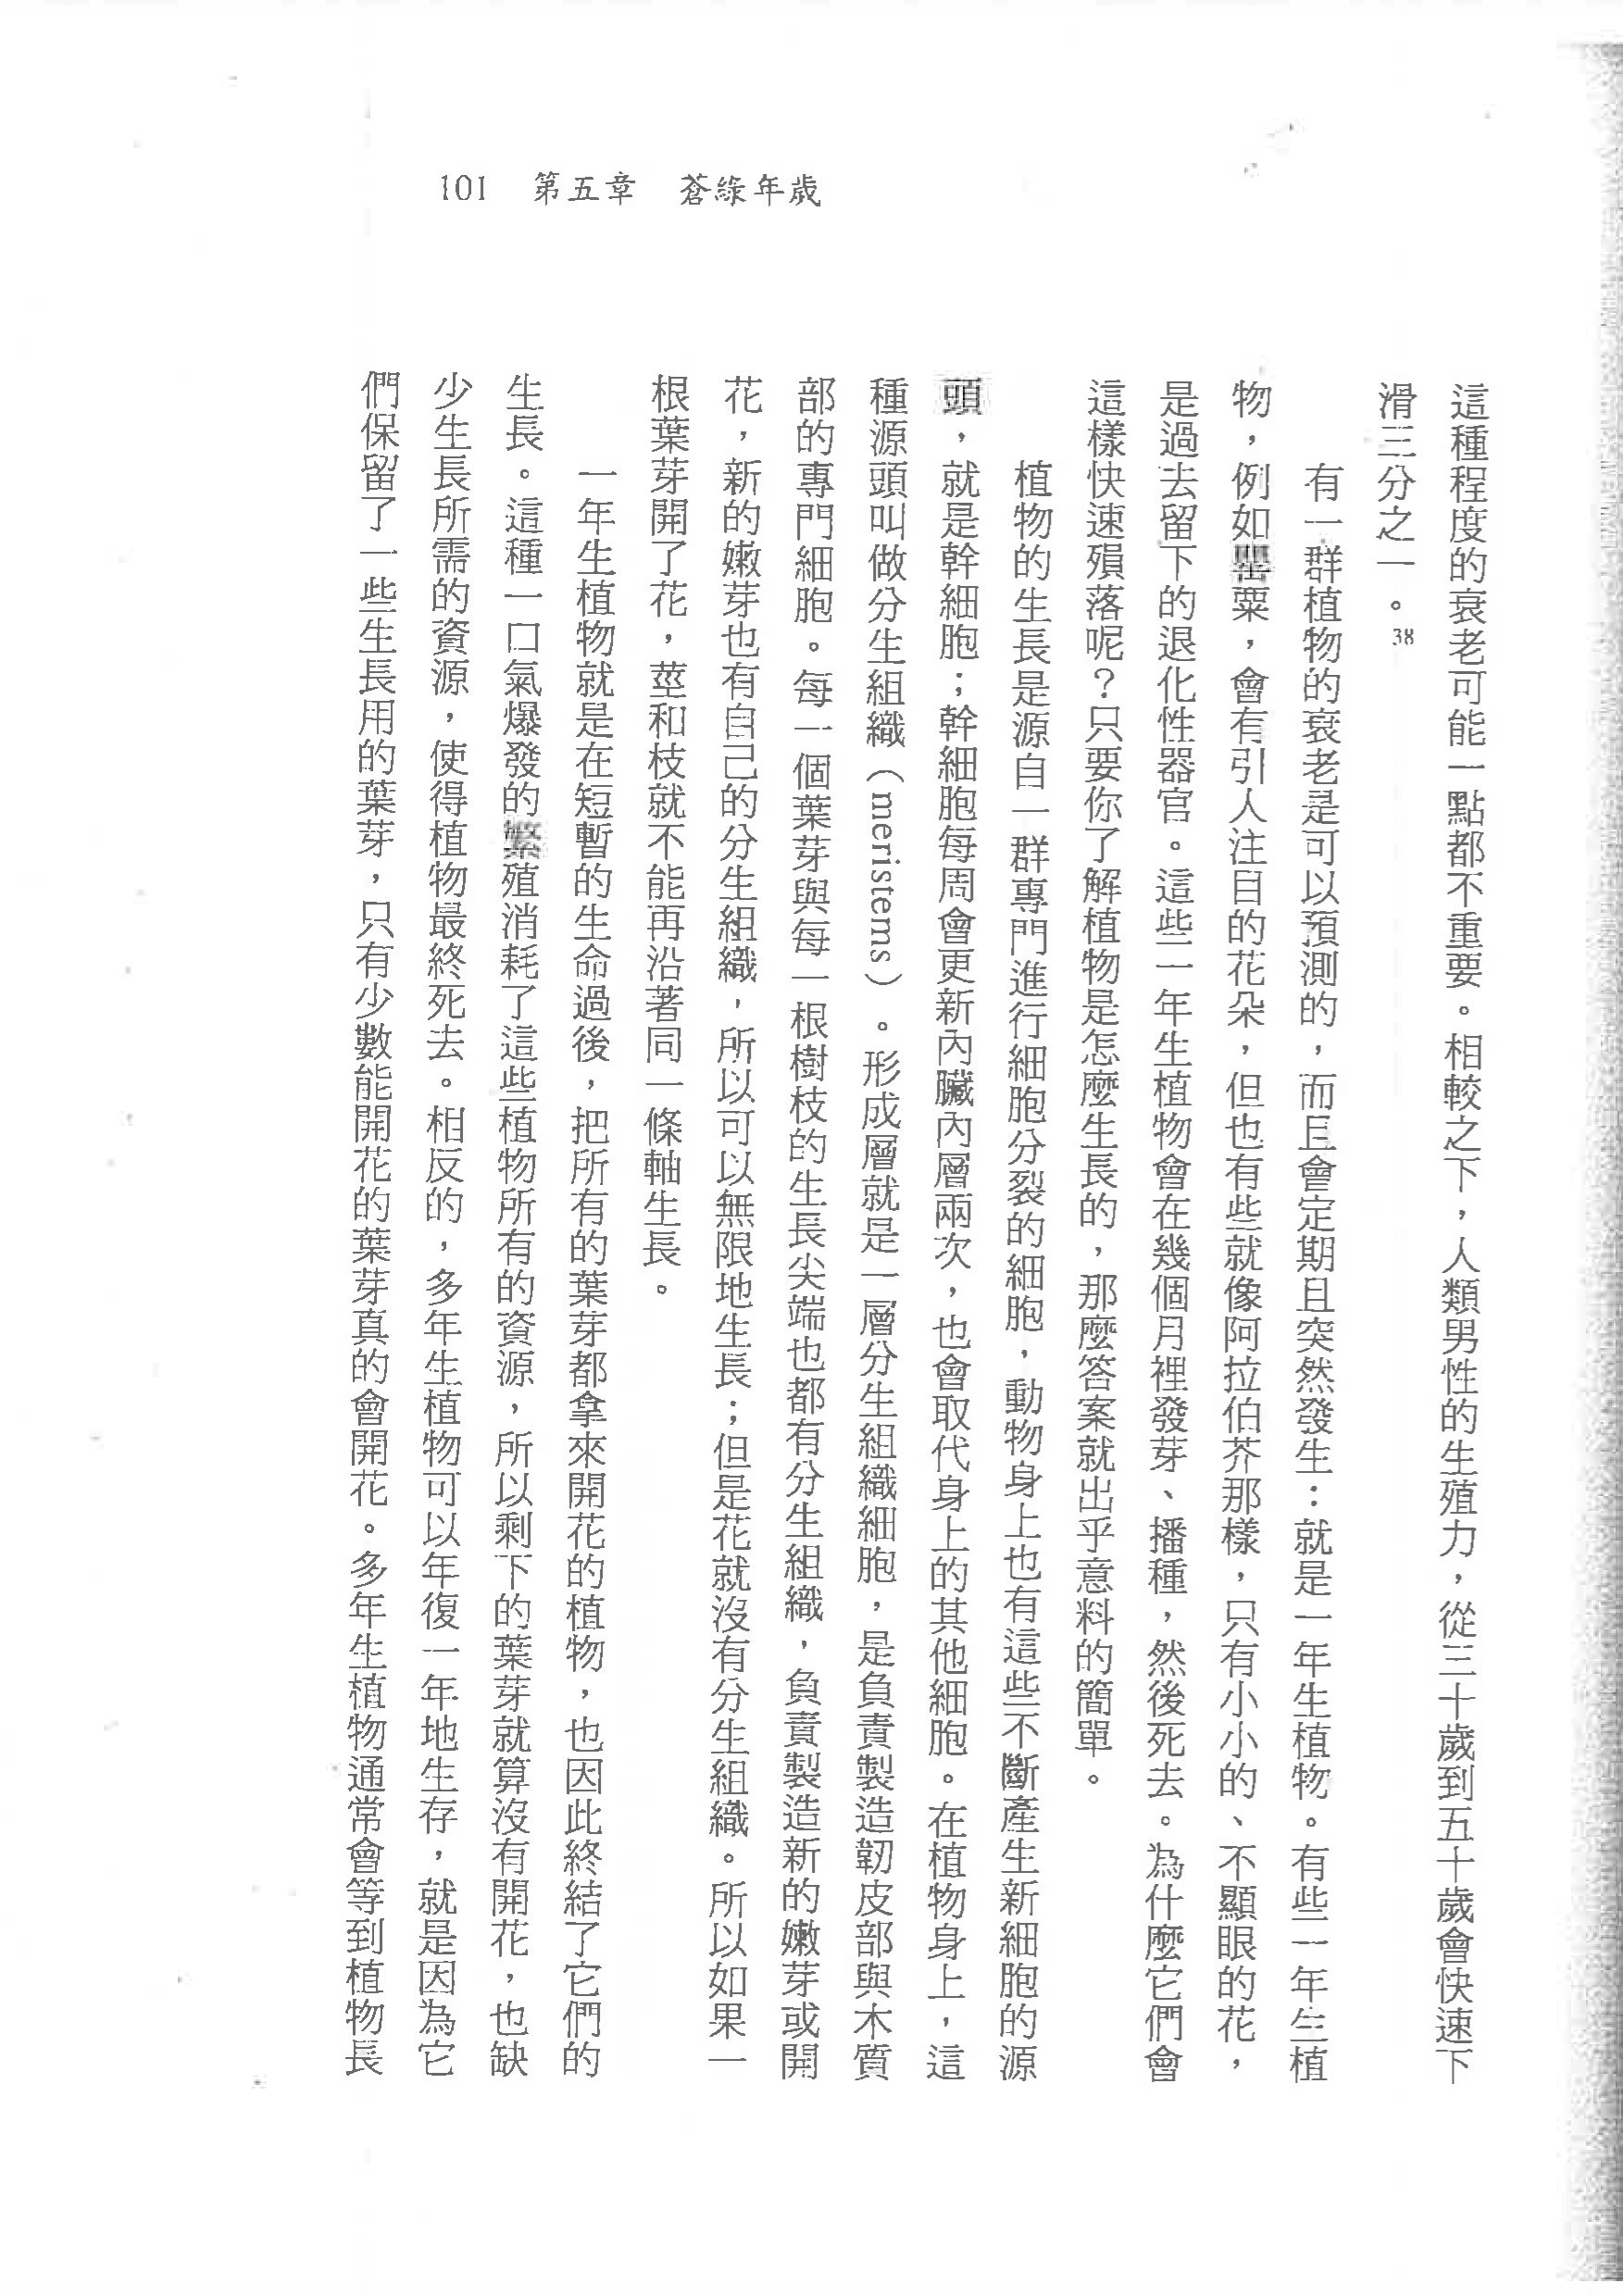 101 第五章 蒼綠年歲
這種程度的衰老可能一點都不重要。相較之下，人類男性的生殖力，從三十歲到五十歲會快速下
滑三分之一。38
有一群植物的衰老是可以預測的，而且會定期且突然發生：就是一年生植物。有些一年生植
物，例如罌粟，會有引人注目的花朵，但也有些就像阿拉伯芥那樣，只有小小的、不顯眼的花，
是過去留下的退化性器官。這些一年生植物會在幾個月裡發芽、播種，然後死去。為什麼它們會
這樣快速殞落呢？只要你了解植物是怎麼生長的，那麼答案就出乎意料的簡單。
植物的生長是源自一群專門進行細胞分裂的細胞，動物身上也有這些不斷產生新細胞的源
頭，就是幹細胞；幹細胞每周會更新內臟內層兩次，也會取代身上的其他細胞。在植物身上，這
種源頭叫做分生組織（meristems）。形成層就是一層分生組織細胞，是負責製造韌皮部與木質
部的專門細胞。每一個葉芽與每一根樹枝的生長尖端也都有分生組織，負責製造新的嫩芽或開
花，新的嫩芽也有自己的分生組織，所以可以無限地生長；但是花就沒有分生組織。所以如果一
根葉芽開了花，莖和枝就不能再沿著同一條軸生長。
一年生植物就是在短暫的生命過後，把所有的葉芽都拿來開花的植物，也因此終結了它們的
生長。這種一口氣爆發的繁殖消耗了這些植物所有的資源，所以剩下的葉芽就算沒有開花，也缺
少生長所需的資源，使得植物最終死去。相反的，多年生植物可以年復一年地生存，就是因為它
們保留了一些生長用的葉芽，只有少數能開花的葉芽真的會開花。多年生植物通常會等到植物長